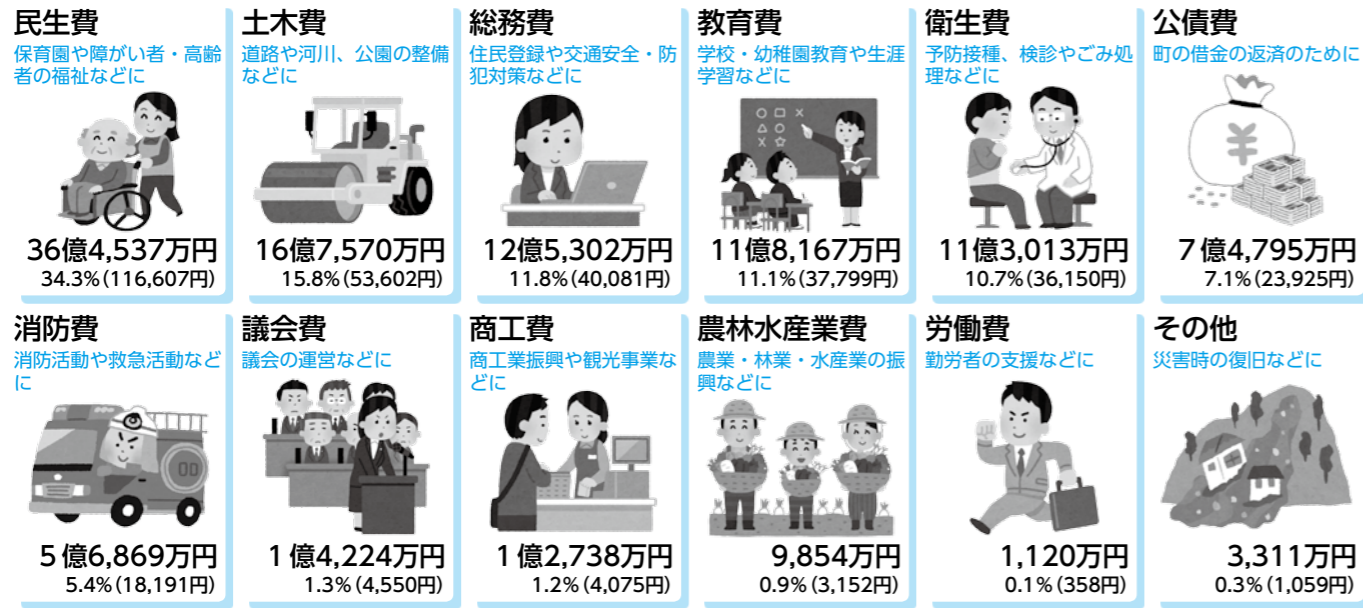 民生費
保育園や障がい者・高齢
者の福祉などに
36億4,537万円
34.3%(116,607円)
土木費
道路や河川、公園の整備
などに
16億7,570万円
15.8%(53,602円)
総務費
住民登録や交通安全・防
犯対策などに
12億5,302万円
11.8%(40,081円)
教育費
学校・幼稚園教育や生涯
学習などに
11億8,167万円
11.1%(37,799円)
衛生費
予防接種、検診やごみ処
理などに
11億3,013万円
10.7%(36,150円)
公債費
町の借金の返済のために
¥
7億4,795万円
7.1%(23,925円)
消防費
消防活動や救急活動など
に
5億6,869万円
5.4%(18,191円)
議会費
議会の運営などに
1億4,224万円
1.3%(4,550円)
商工費
商工業振興や観光事業な
どに
1億2,738万円
1.2%(4,075円)
農林水産業費
農業・林業・水産業の振
興などに
9,854万円
0.9%(3,152円)
労働費
勤労者の支援などに
1,120万円
0.1%(358円)
その他
災害時の復旧などに
3,311万円
0.3%(1,059円)